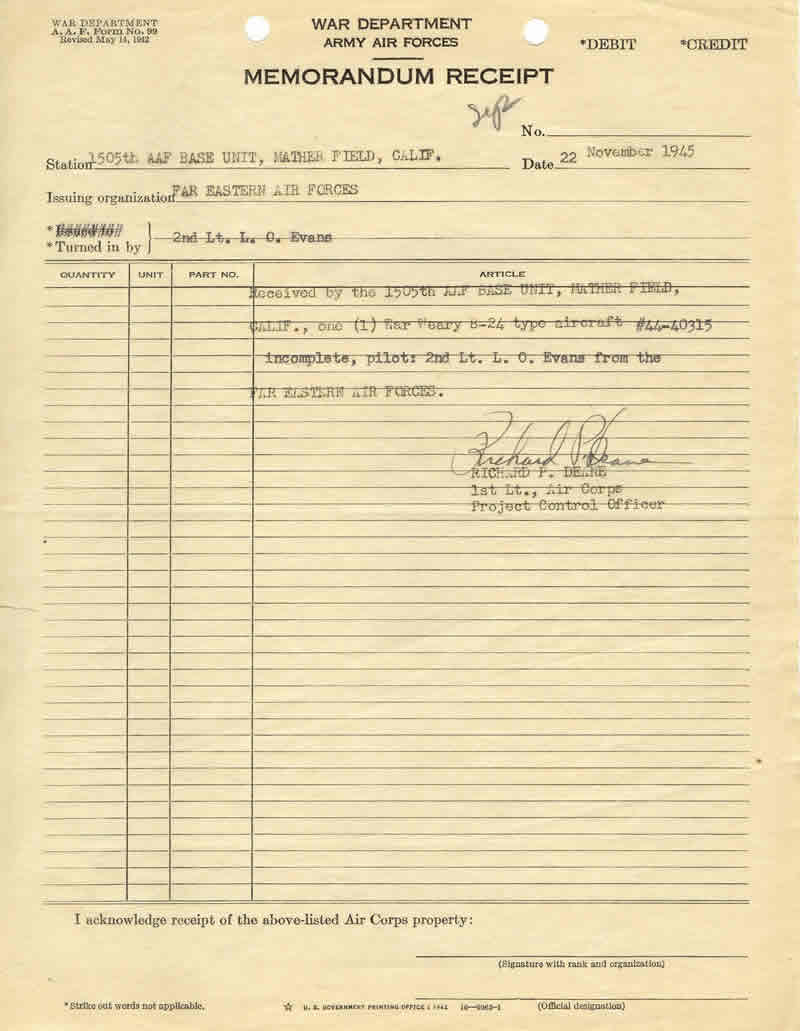 WAR DEPARTMENT
A. A. F. Form No. 99
Revised May 14, 1942
WAR DEPARTMENT
ARMY AIR FORCES
*DEBIT *CREDIT
MEMORANDUM RECEIPT
No.
Station 1505th AAF BASE UNIT, MATHER FIELD, CALIF.
Date 22 November 1945
Issuing organization FAR EASTERN AIR FORCES
*Turned in by 2nd Lt. L. O. Evans
QUANTITY UNIT PART NO. ARTICLE
Received by the 1505th AAF BASE UNIT, MATHER FIELD,
CALIF., one (1) War Weary B-24 type aircraft #44-40315
incomplete, pilot: 2nd Lt. L. O. Evans from the
FAR EASTERN AIR FORCES.
Richard P. Deane
RICHARD P. DEANE
1st Lt., Air Corps
Project Control Officer
I acknowledge receipt of the above-listed Air Corps property:
(Signature with rank and organization)
*Strike out words not applicable.
U. S. GOVERNMENT PRINTING OFFICE : 1942
(Official designation)